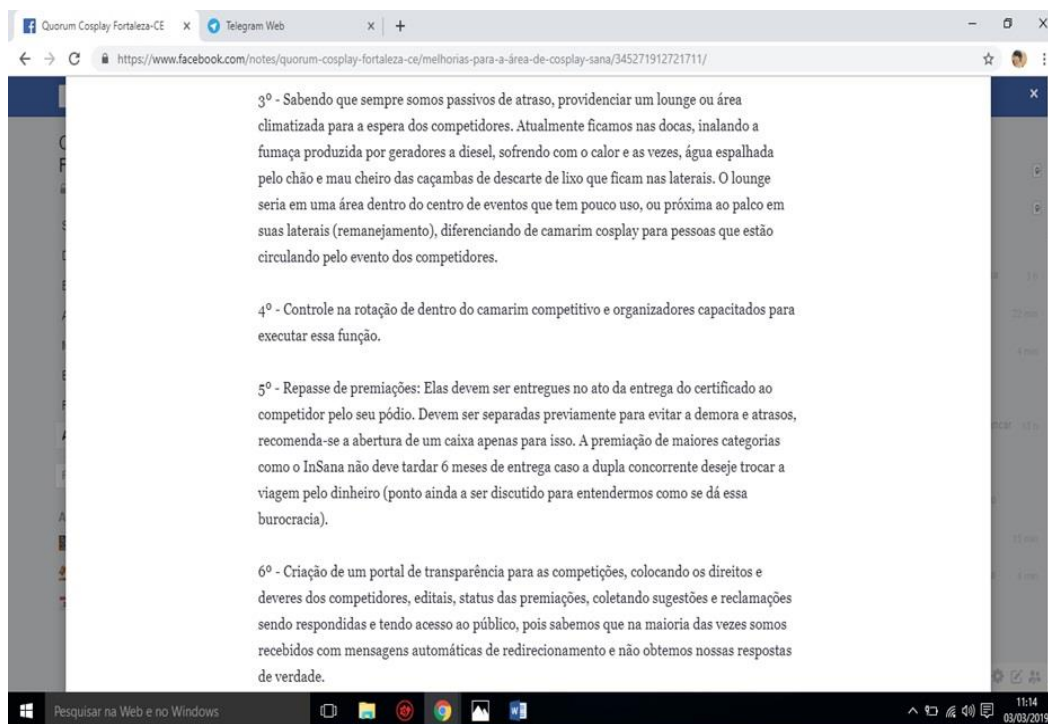 Quorum Cosplay Fortaleza-CE
Telegram Web
https://www.facebook.com/notes/quorum-cosplay-fortaleza-ce/melhorias-para-a-área-de-cosplay-sana/345271912721711/
3º - Sabendo que sempre somos passivos de atraso, providenciar um lounge ou área
climatizada para a espera dos competidores. Atualmente ficamos nas docas, inalando a
fumaça produzida por geradores a diesel, sofrendo com o calor e as vezes, água espalhada
pelo chão e mau cheiro das caçambas de descarte de lixo que ficam nas laterais. O lounge
seria em uma área dentro do centro de eventos que tem pouco uso, ou próxima ao palco em
suas laterais (remanejamento), diferenciando de camarim cosplay para pessoas que estão
circulando pelo evento dos competidores.
4º - Controle na rotação de dentro do camarim competitivo e organizadores capacitados para
executar essa função.
5º - Repasse de premiações: Elas devem ser entregues no ato da entrega do certificado ao
competidor pelo seu pódio. Devem ser separadas previamente para evitar a demora e atrasos,
recomenda-se a abertura de um caixa apenas para isso. A premiação de maiores categorias
como o InSana não deve tardar 6 meses de entrega caso a dupla concorrente deseje trocar a
viagem pelo dinheiro (ponto ainda a ser discutido para entendermos como se dá essa
burocracia).
6º - Criação de um portal de transparência para as competições, colocando os direitos e
deveres dos competidores, editais, status das premiações, coletando sugestões e reclamações
sendo respondidas e tendo acesso ao público, pois sabemos que na maioria das vezes somos
recebidos com mensagens automáticas de redirecionamento e não obtemos nossas respostas
de verdade.
Pesquisar na Web e no Windows
11:14
03/03/2019